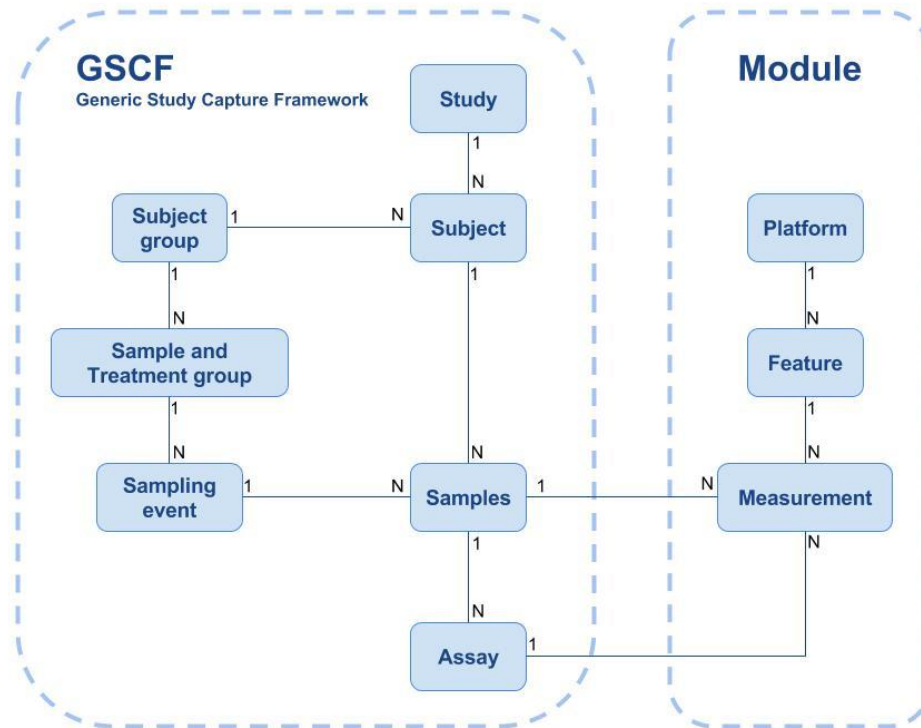 GSCF
Generic Study Capture Framework
Module
Study
1
N
Subject
group
1
N
Subject
Platform
1
1
1
N
N
Sample and
Treatment group
Feature
1
1
N
N
N
Sampling
event
1
N
Samples
1
N
Measurement
1
N
N
Assay
1